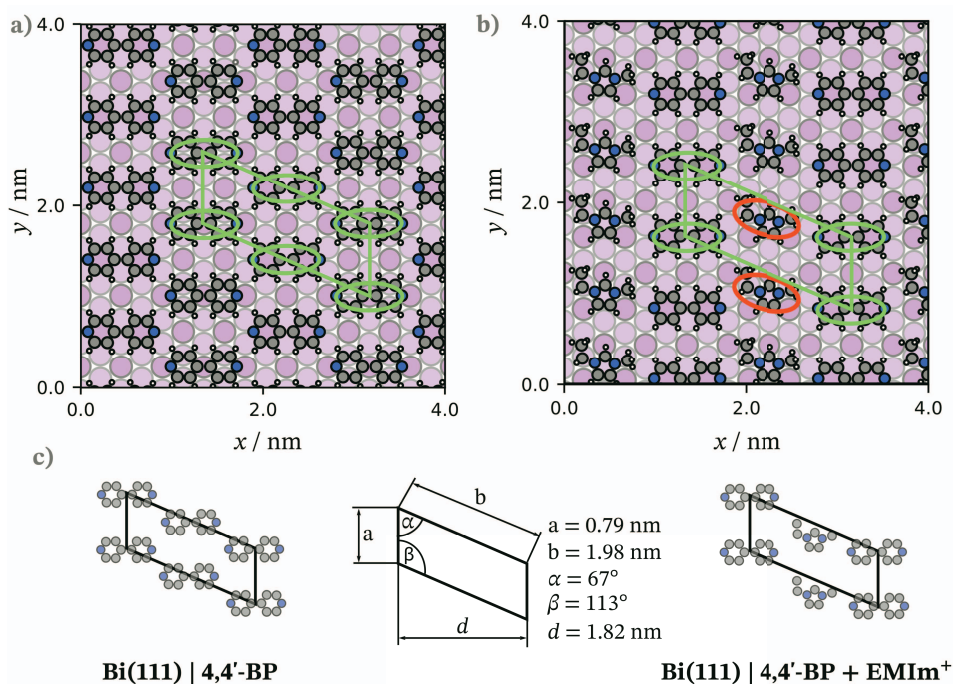 a)
b)
4.0
2.0
0.0
y / nm
0.0
2.0
4.0
x / nm
4.0
2.0
0.0
y / nm
0.0
2.0
4.0
x / nm
c)
a
b
α
β
d
a = 0.79 nm
b = 1.98 nm
α = 67°
β = 113°
d = 1.82 nm
Bi(111) | 4,4′-BP
Bi(111) | 4,4′-BP + EMIm⁺